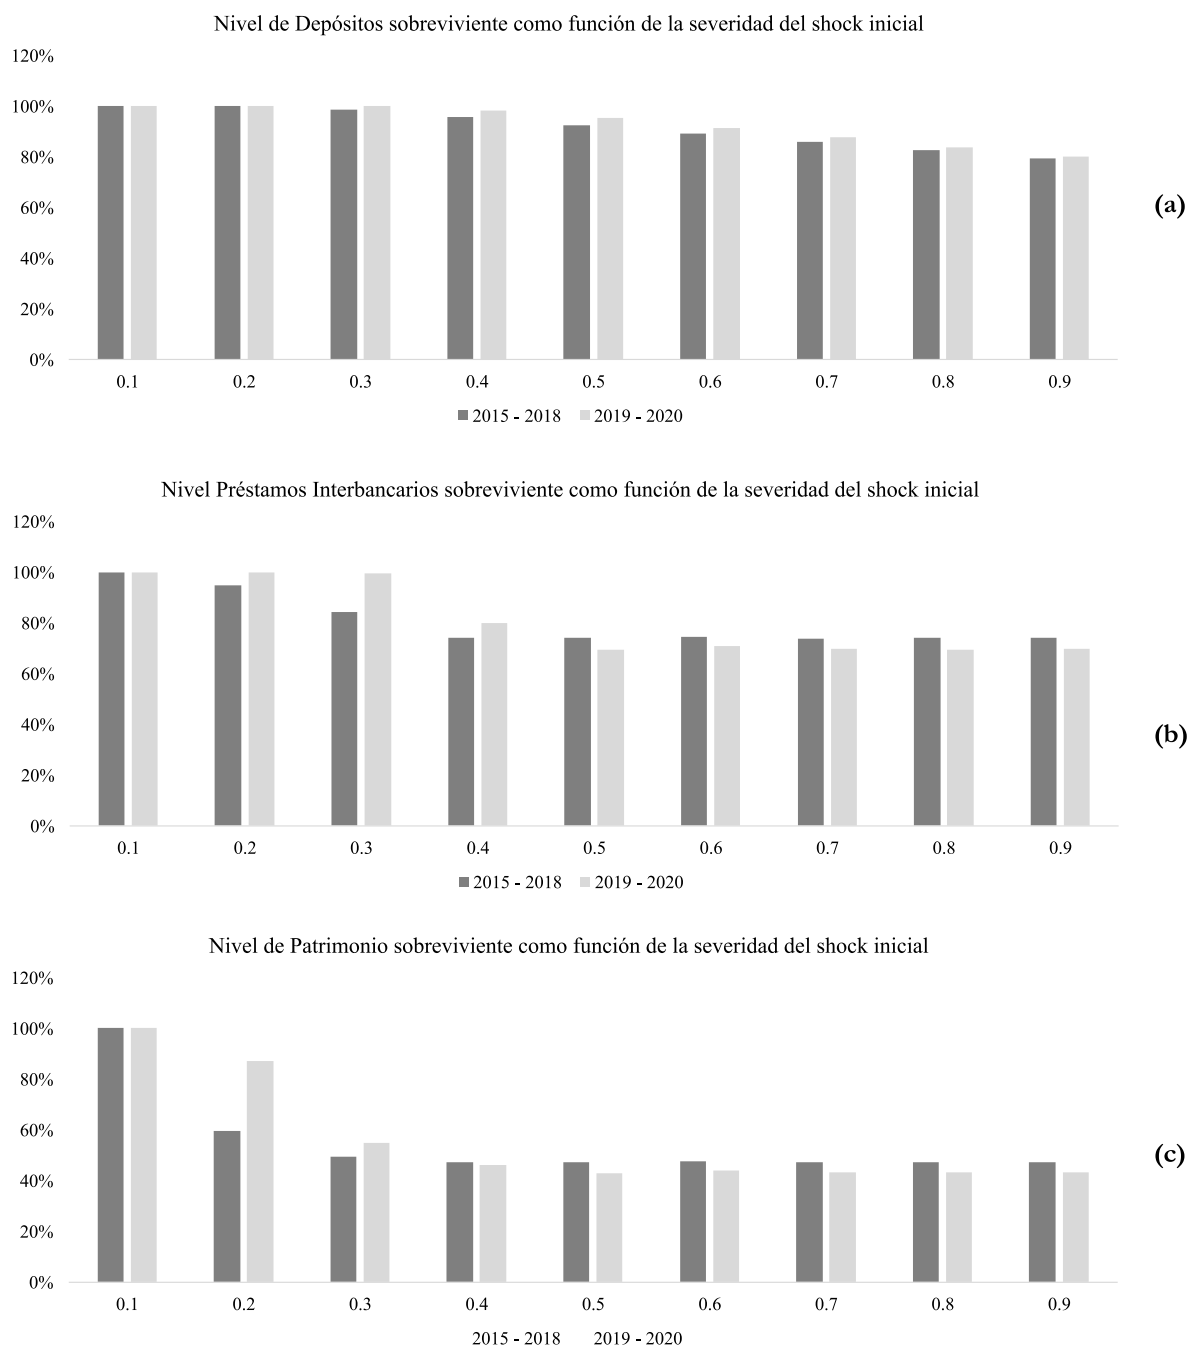 Nivel de Depósitos sobreviviente como función de la severidad del shock inicial
120%
100%
80%
60%
40%
20%
0%
0.1 0.2 0.3 0.4 0.5 0.6 0.7 0.8 0.9
2015 - 2018 2019 - 2020
(a)
Nivel Préstamos Interbancarios sobreviviente como función de la severidad del shock inicial
120%
100%
80%
60%
40%
20%
0%
0.1 0.2 0.3 0.4 0.5 0.6 0.7 0.8 0.9
2015 - 2018 2019 - 2020
(b)
Nivel de Patrimonio sobreviviente como función de la severidad del shock inicial
120%
100%
80%
60%
40%
20%
0%
0.1 0.2 0.3 0.4 0.5 0.6 0.7 0.8 0.9
2015 - 2018 2019 - 2020
(c)